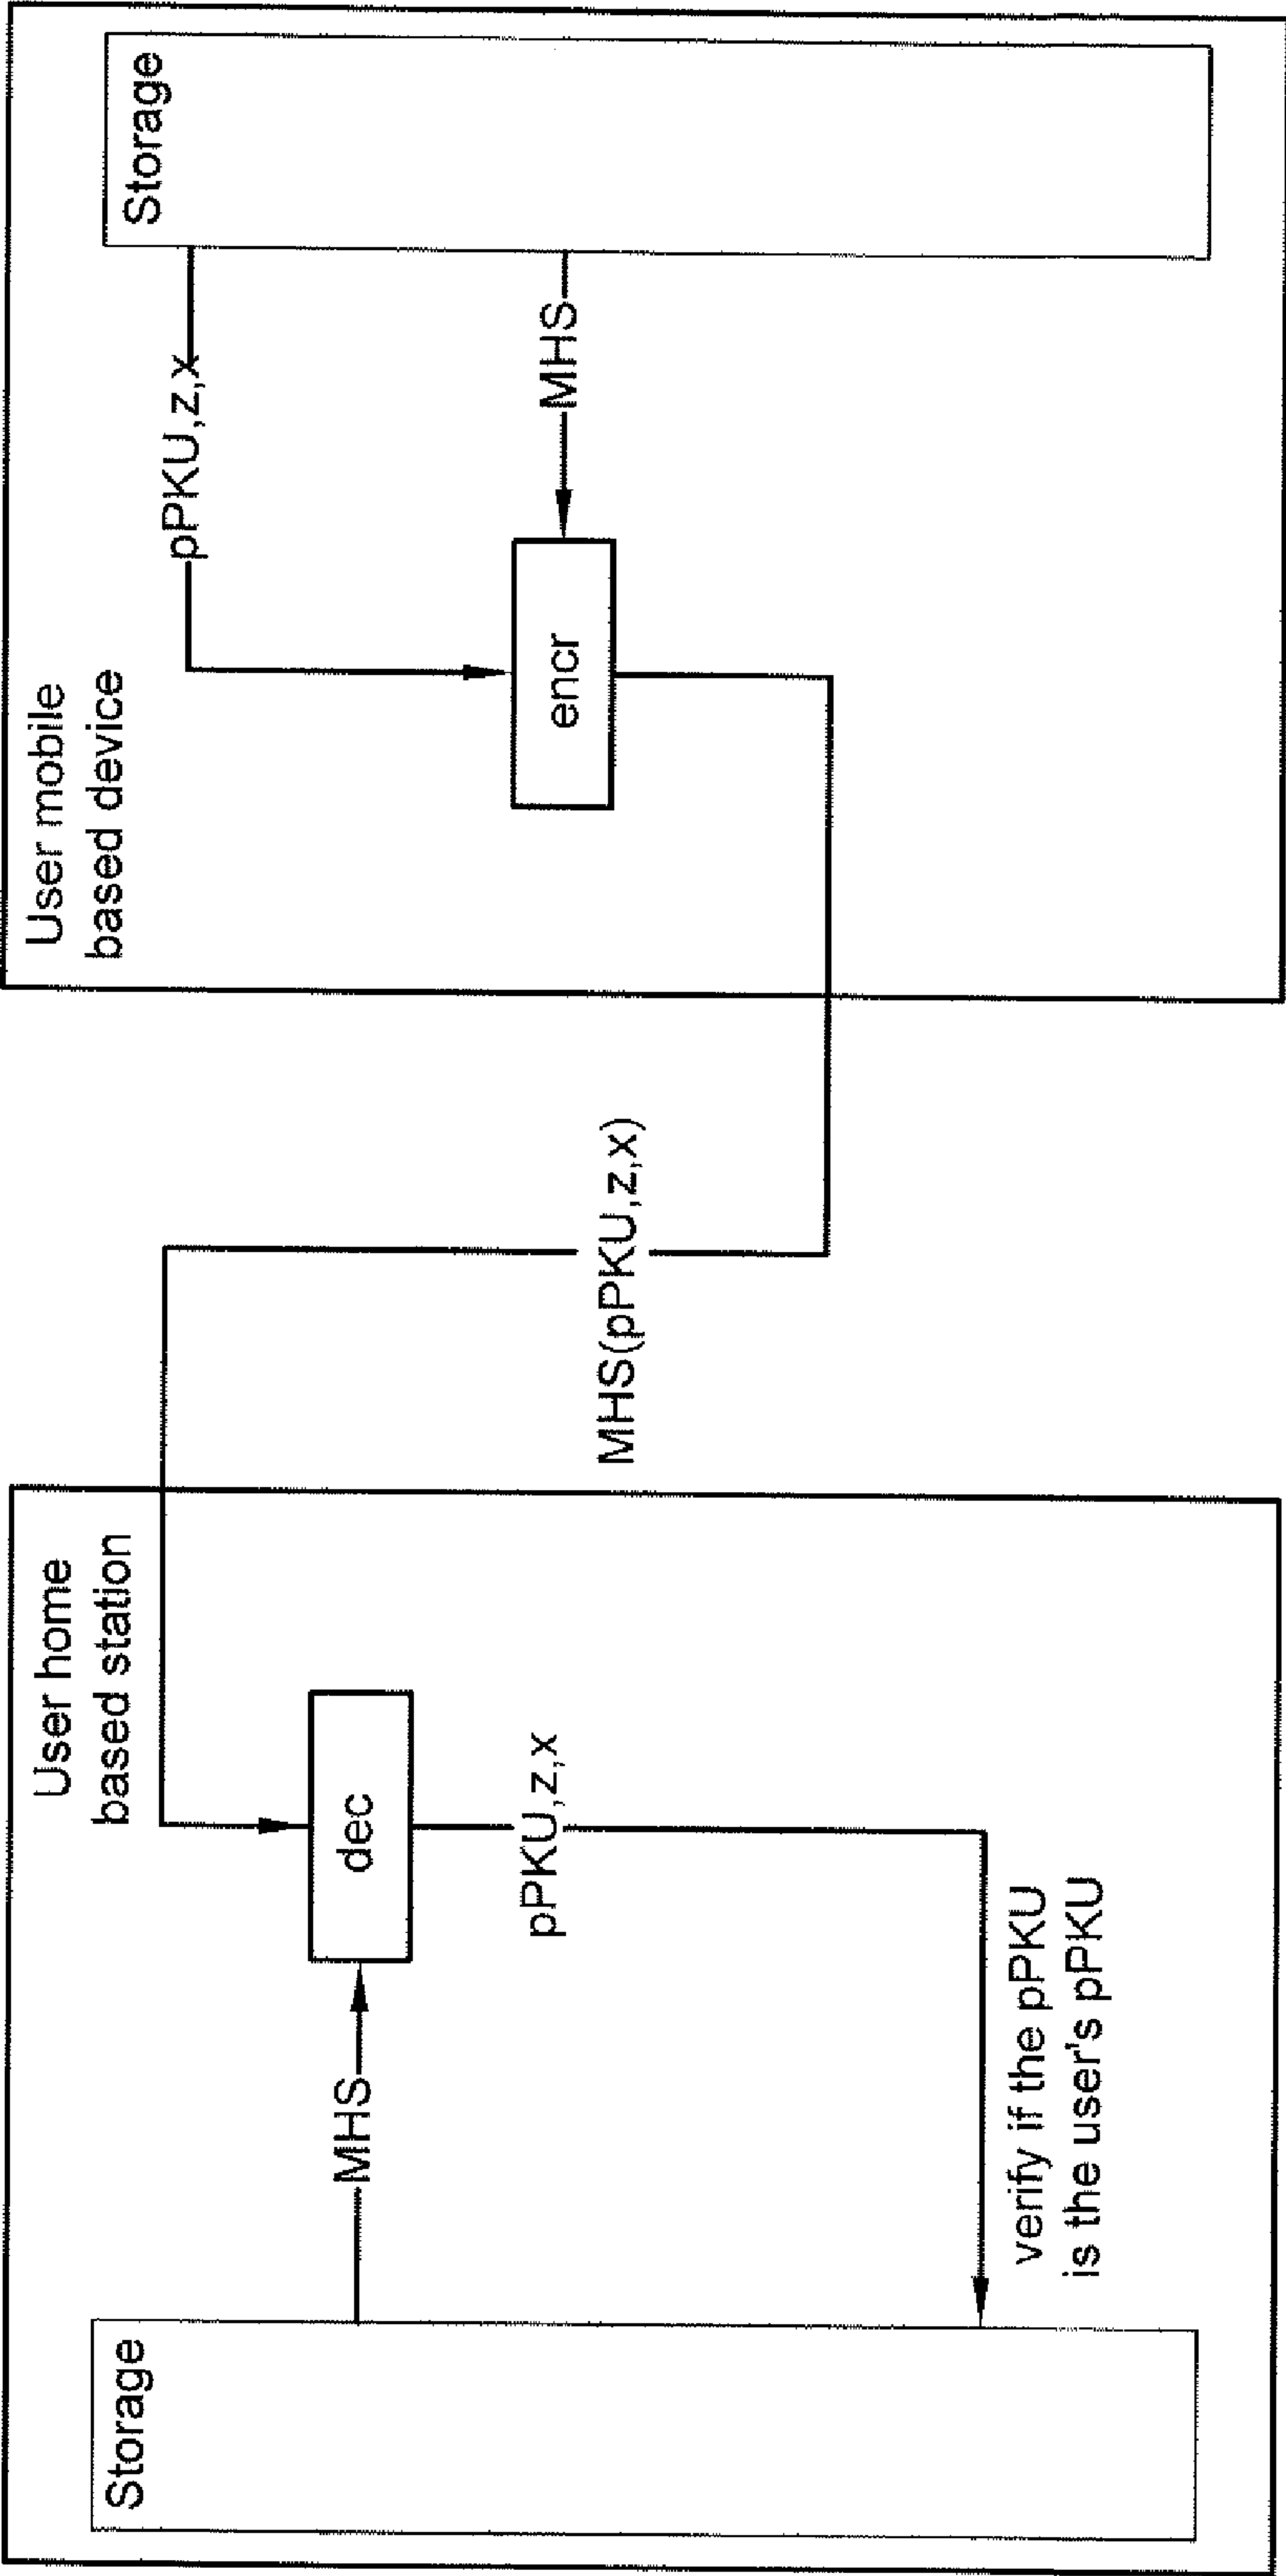 User home
based station
Storage
MHS
dec
pPKU,z,x
verify if the pPKU
is the user's pPKU
MHS(pPKU,z,x)
User mobile
based device
Storage
pPKU,z,x
MHS
encr